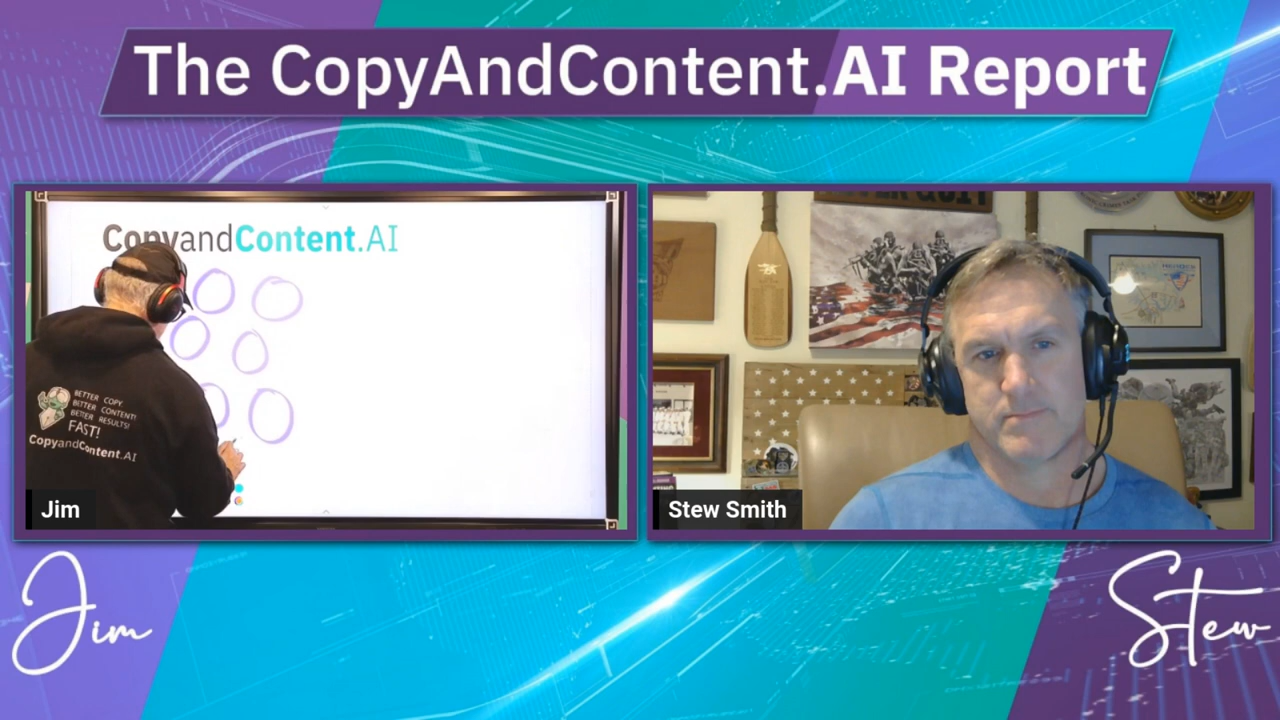 The CopyAndContent.AI Report
CopyandContent.AI
BETTER COPY.
BETTER CONTENT!
BETTER RESULTS!
FAST!
CopyandContent.AI
Jim
Stew Smith
Jim
Stew